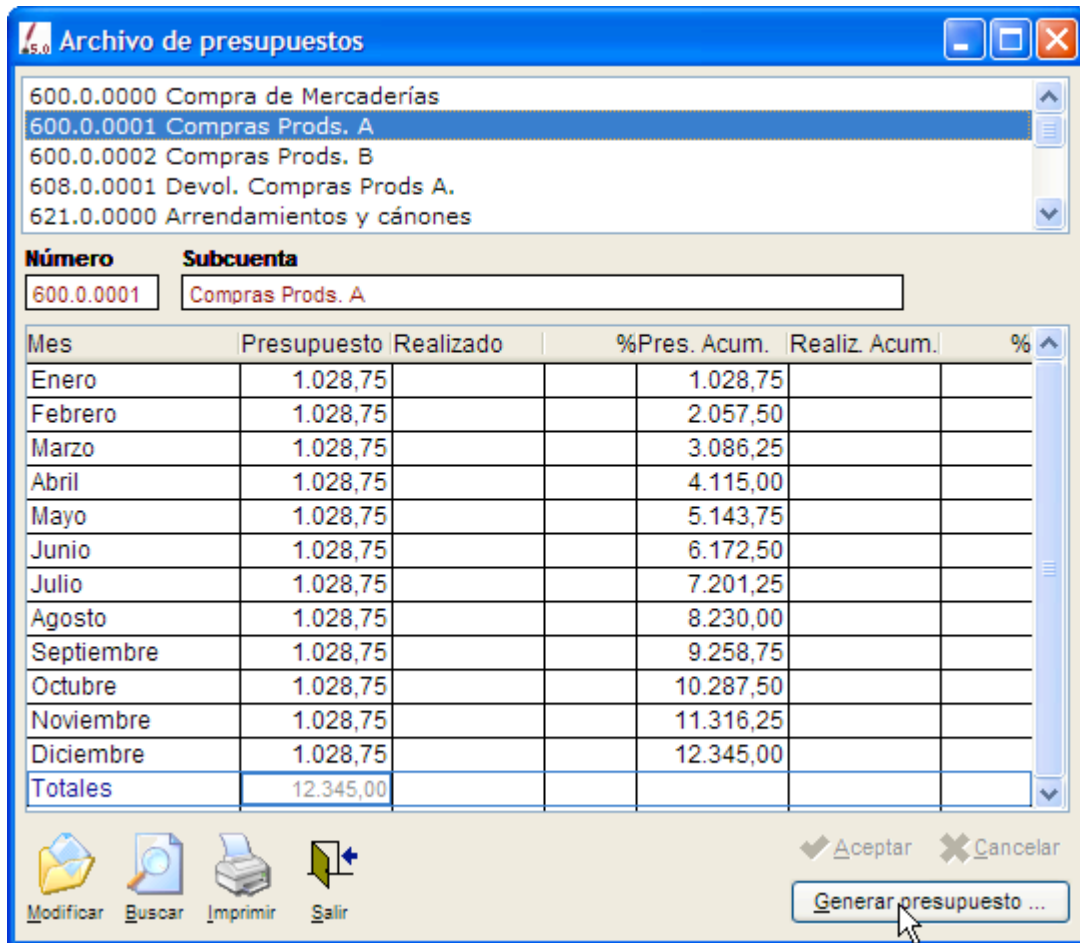 5.0 Archivo de presupuestos
600.0.0000 Compra de Mercaderías
600.0.0001 Compras Prods. A
600.0.0002 Compras Prods. B
608.0.0001 Devol. Compras Prods A.
621.0.0000 Arrendamientos y cánones
Número Subcuenta
600.0.0001 Compras Prods. A
Mes Presupuesto Realizado %Pres. Acum. Realiz. Acum. %
Enero 1.028,75 1.028,75
Febrero 1.028,75 2.057,50
Marzo 1.028,75 3.086,25
Abril 1.028,75 4.115,00
Mayo 1.028,75 5.143,75
Junio 1.028,75 6.172,50
Julio 1.028,75 7.201,25
Agosto 1.028,75 8.230,00
Septiembre 1.028,75 9.258,75
Octubre 1.028,75 10.287,50
Noviembre 1.028,75 11.316,25
Diciembre 1.028,75 12.345,00
Totales 12.345,00
Aceptar Cancelar
Modificar Buscar Imprimir Salir
Generar presupuesto ...